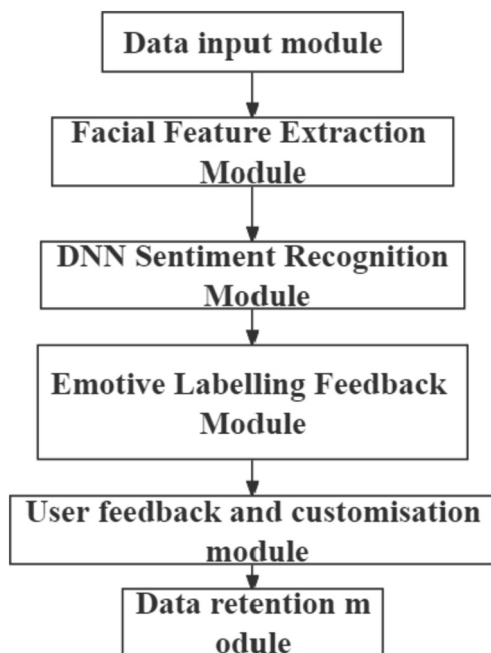 Data input module
Facial Feature Extraction
Module
DNN Sentiment Recognition
Module
Emotive Labelling Feedback
Module
User feedback and customisation
module
Data retention m
odule